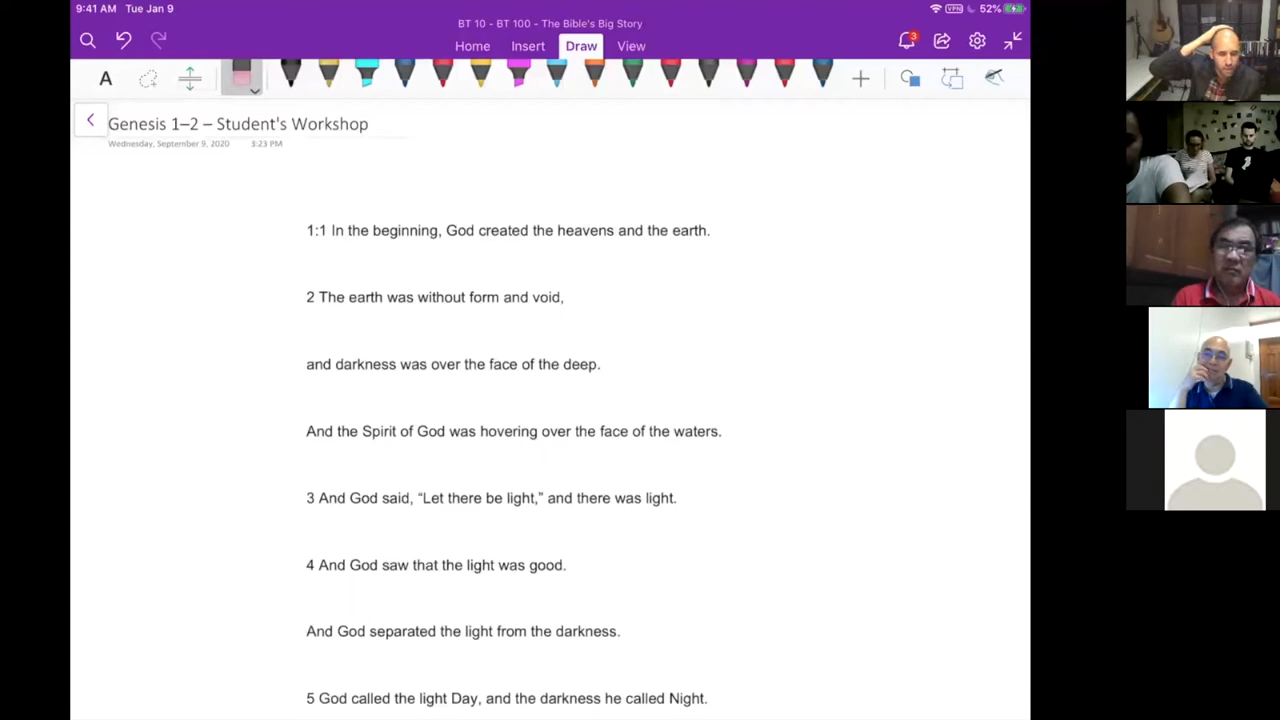 9:41 AM Tue Jan 9
VPN 52%
BT 10 - BT 100 - The Bible's Big Story
Home Insert Draw View
3
A
Genesis 1–2 – Student's Workshop
Wednesday, September 9, 2020 3:23 PM
1:1 In the beginning, God created the heavens and the earth.
2 The earth was without form and void,
and darkness was over the face of the deep.
And the Spirit of God was hovering over the face of the waters.
3 And God said, “Let there be light,” and there was light.
4 And God saw that the light was good.
And God separated the light from the darkness.
5 God called the light Day, and the darkness he called Night.